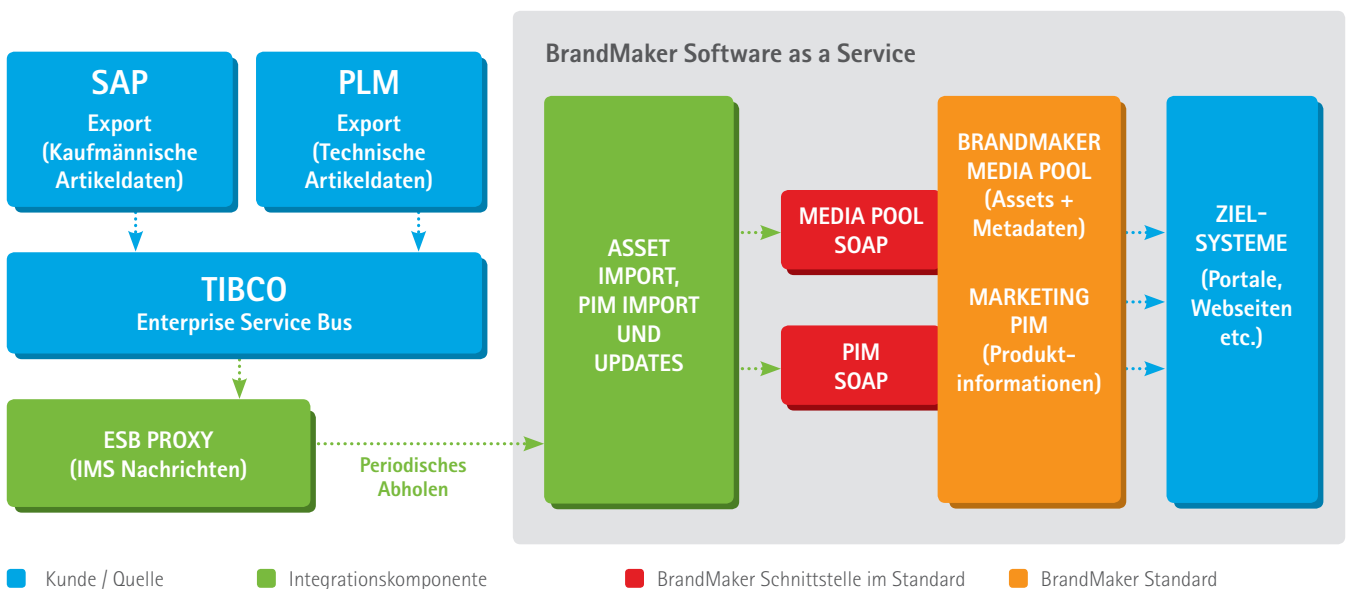 BrandMaker Software as a Service
SAP
Export
(Kaufmännische
Artikeldaten)
PLM
Export
(Technische
Artikeldaten)
TIBCO
Enterprise Service Bus
ESB PROXY
(IMS Nachrichten)
Periodisches
Abholen
ASSET
IMPORT,
PIM IMPORT
UND
UPDATES
MEDIA POOL
SOAP
PIM
SOAP
BRANDMAKER
MEDIA POOL
(Assets +
Metadaten)
MARKETING
PIM
(Produkt-
informationen)
ZIEL-
SYSTEME
(Portale,
Webseiten
etc.)
Kunde / Quelle
Integrationskomponente
BrandMaker Schnittstelle im Standard
BrandMaker Standard